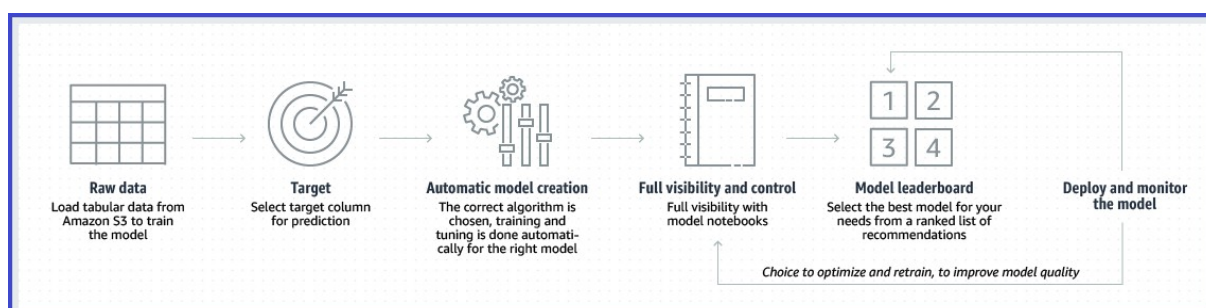 Raw data
Load tabular data from
Amazon S3 to train
the model
Target
Select target column
for prediction
Automatic model creation
The correct algorithm is
chosen, training and
tuning is done automati-
cally for the right model
Full visibility and control
Full visibility with
model notebooks
1 2
3 4
Model leaderboard
Select the best model for your
needs from a ranked list of
recommendations
Deploy and monitor
the model
Choice to optimize and retrain, to improve model quality